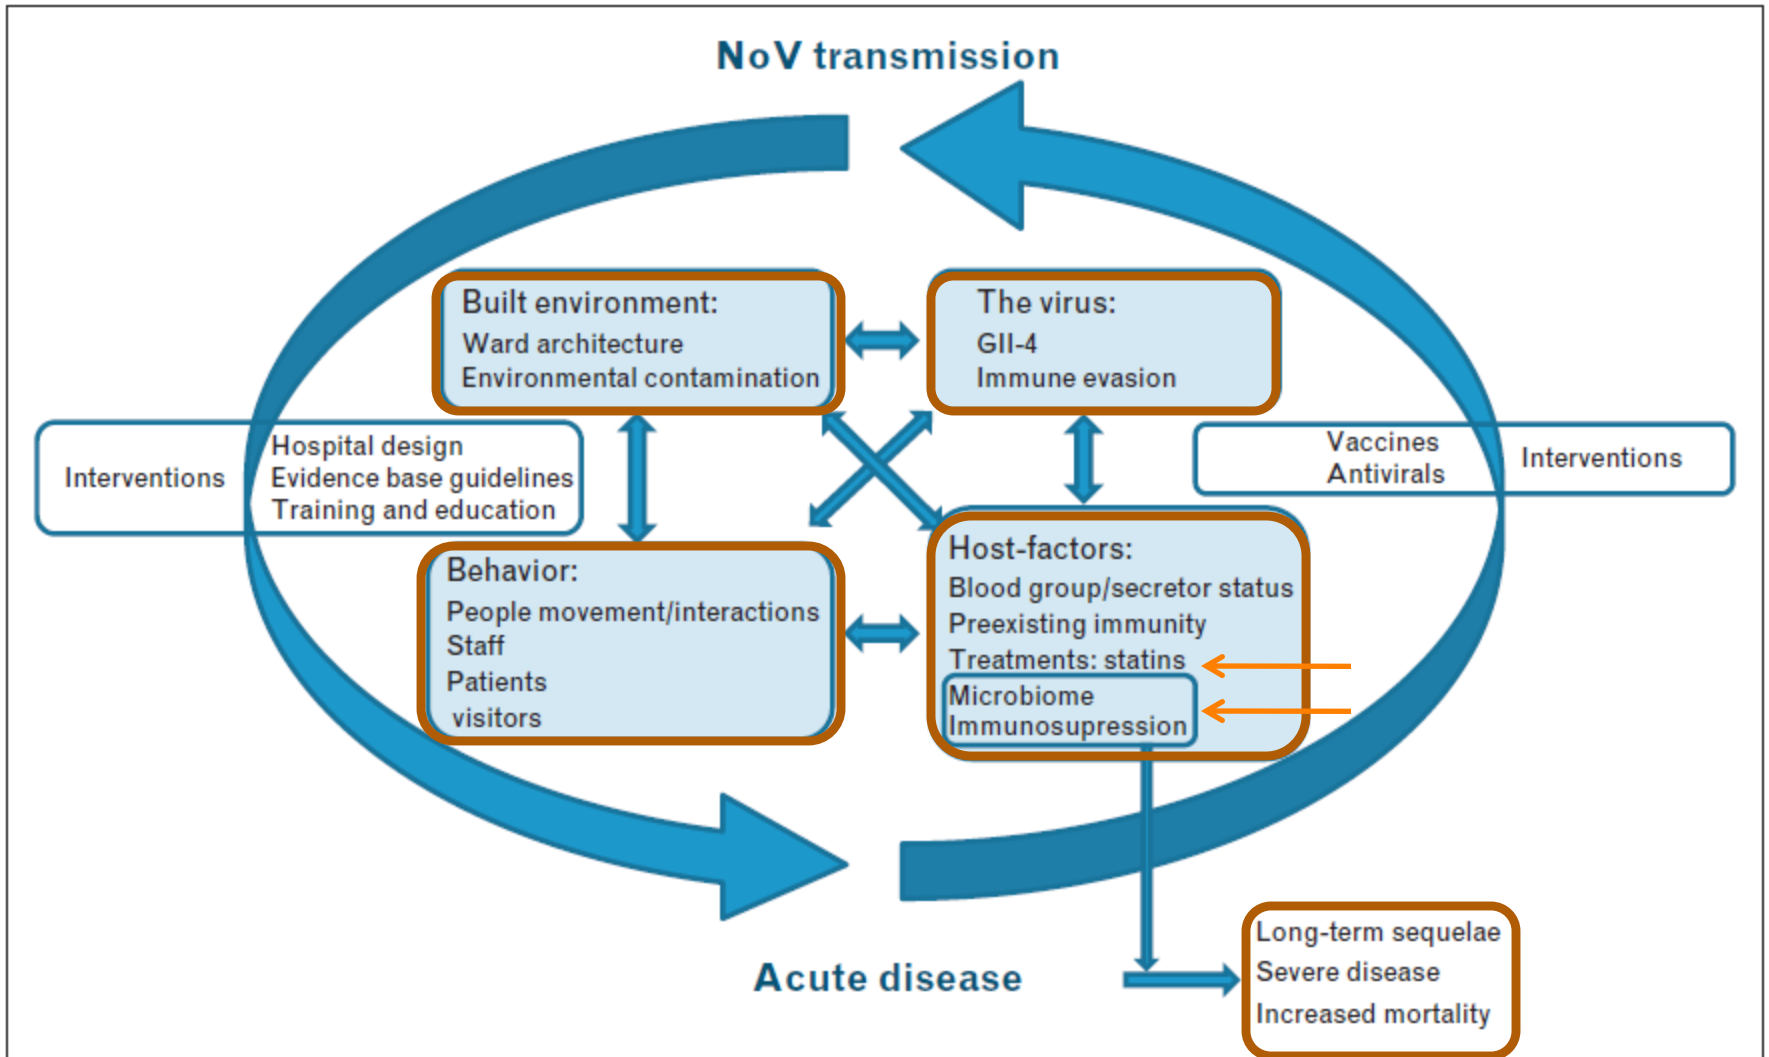 NoV transmission
Built environment:
Ward architecture
Environmental contamination
The virus:
GII-4
Immune evasion
Interventions
Hospital design
Evidence base guidelines
Training and education
Vaccines
Antivirals
Interventions
Behavior:
People movement/interactions
Staff
Patients
visitors
Host-factors:
Blood group/secretor status
Preexisting immunity
Treatments: statins
Microbiome
Immunosupression
Acute disease
Long-term sequelae
Severe disease
Increased mortality